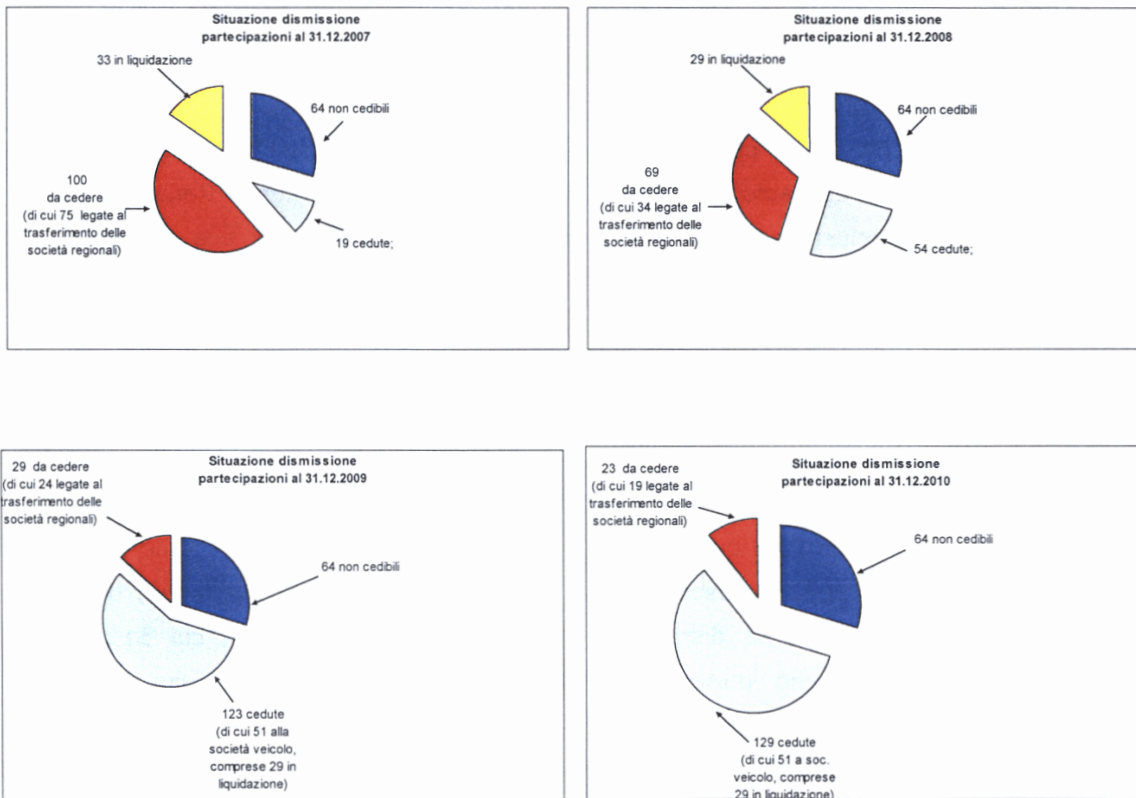 Situazione dismissione
partecipazioni al 31.12.2007
33 in liquidazione
64 non cedibili
100
da cedere
(di cui 75 legate al
trasferimento delle
società regionali)
19 cedute;
Situazione dismissione
partecipazioni al 31.12.2008
29 in liquidazione
64 non cedibili
69
da cedere
(di cui 34 legate al
trasferimento delle
società regionali)
54 cedute;
Situazione dismissione
partecipazioni al 31.12.2009
29 da cedere
(di cui 24 legate al
trasferimento delle
società regionali)
64 non cedibili
123 cedute
(di cui 51 alla
società veicolo,
comprese 29 in
liquidazione)
Situazione dismissione
partecipazioni al 31.12.2010
23 da cedere
(di cui 19 legate al
trasferimento delle
società regionali)
64 non cedibili
129 cedute
(di cui 51 a soc.
veicolo, comprese
29 in liquidazione)